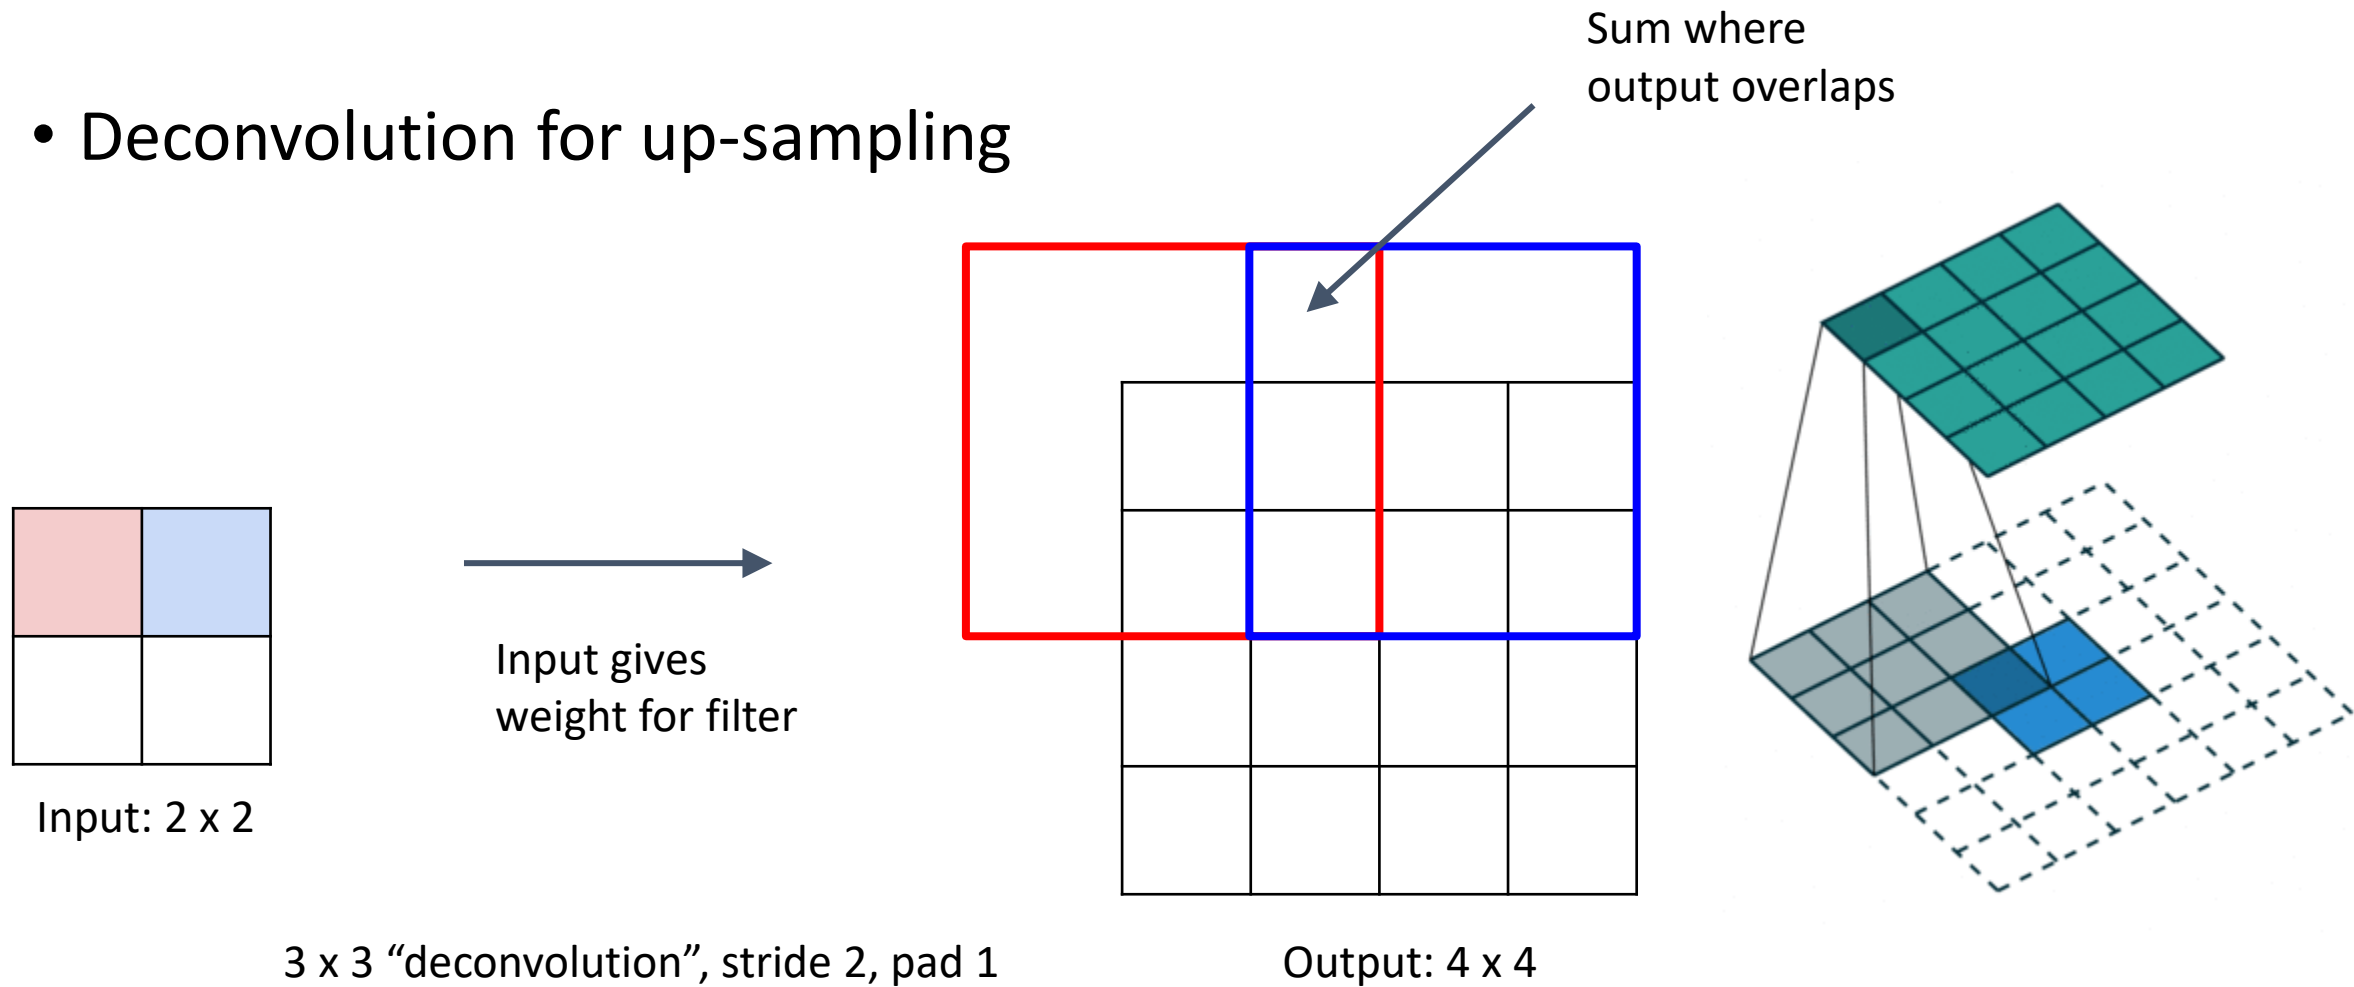 Sum where
output overlaps
• Deconvolution for up-sampling
Input gives
weight for filter
Input: 2 x 2
3 x 3 “deconvolution”, stride 2, pad 1
Output: 4 x 4